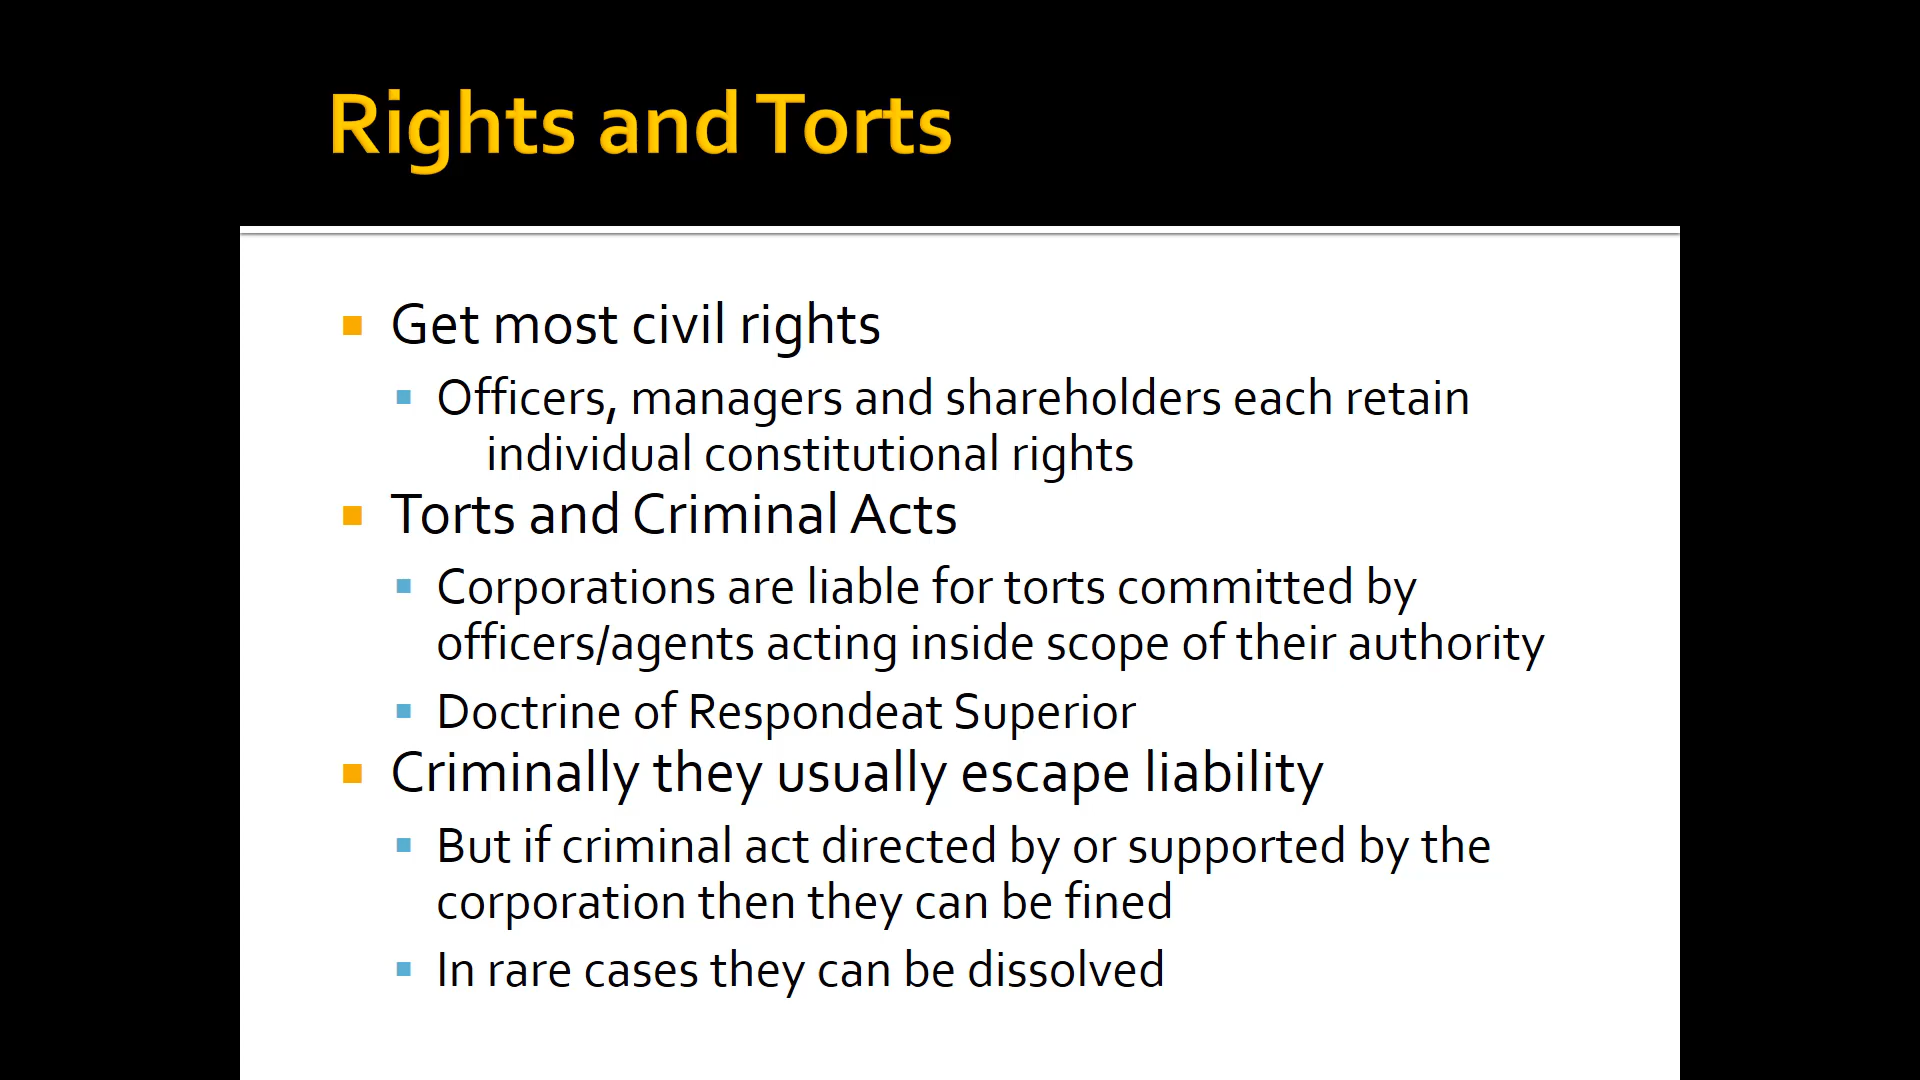 Rights and Torts
Get most civil rights
Officers, managers and shareholders each retain
individual constitutional rights
Torts and Criminal Acts
Corporations are liable for torts committed by
officers/agents acting inside scope of their authority
Doctrine of Respondeat Superior
Criminally they usually escape liability
But if criminal act directed by or supported by the
corporation then they can be fined
In rare cases they can be dissolved